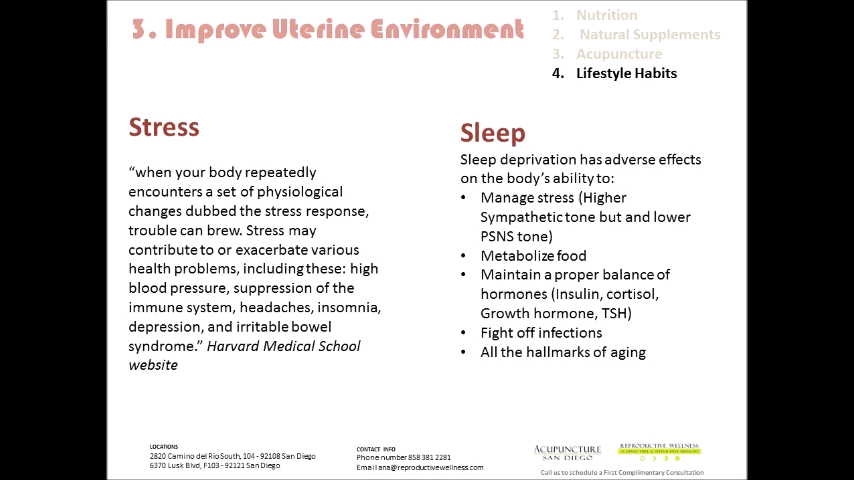 3. Improve Uterine Environment
1. Nutrition
2. Natural Supplements
3. Acupuncture
4. Lifestyle Habits
Stress
“when your body repeatedly
encounters a set of physiological
changes dubbed the stress response,
trouble can brew. Stress may
contribute to or exacerbate various
health problems, including these: high
blood pressure, suppression of the
immune system, headaches, insomnia,
depression, and irritable bowel
syndrome.” Harvard Medical School
website
Sleep
Sleep deprivation has adverse effects
on the body’s ability to:
• Manage stress (Higher
Sympathetic tone but and lower
PSNS tone)
• Metabolize food
• Maintain a proper balance of
hormones (Insulin, cortisol,
Growth hormone, TSH)
• Fight off infections
• All the hallmarks of aging
LOCATIONS
2820 Camino del Rio South, 104 - 92108 San Diego
6370 Lusk Blvd, F103 - 92121 San Diego
CONTACT INFO
Phone number 858 381 2281
Email ana@reproductivewellness.com
ACUPUNCTURE
SAN DIEGO
REPRODUCTIVE WELLNESS
Call us to schedule a First Complimentary Consultation